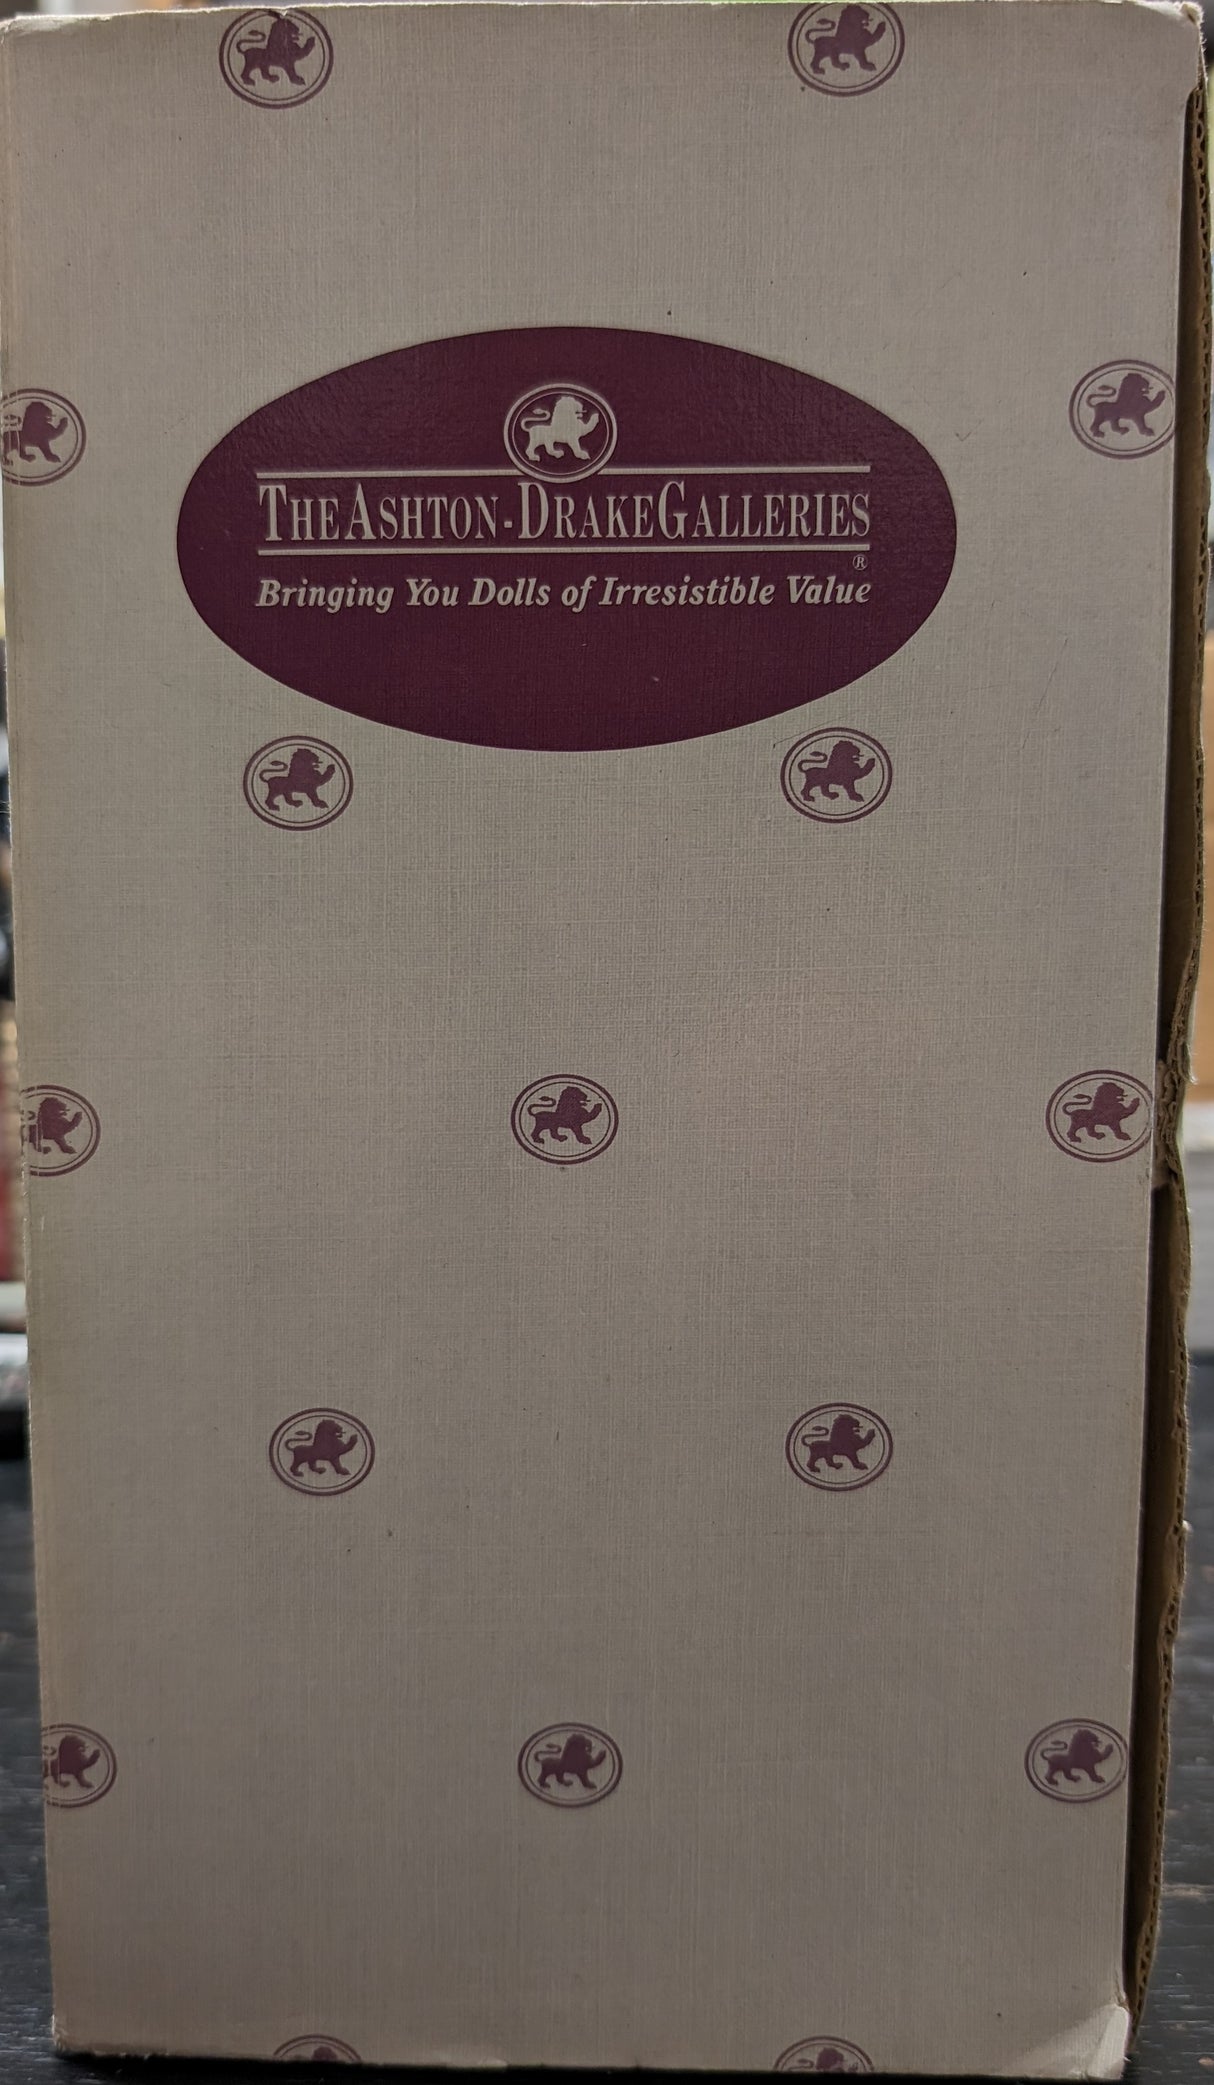 The Ashton-Drake Galleries
®
Bringing You Dolls of Irresistible Value